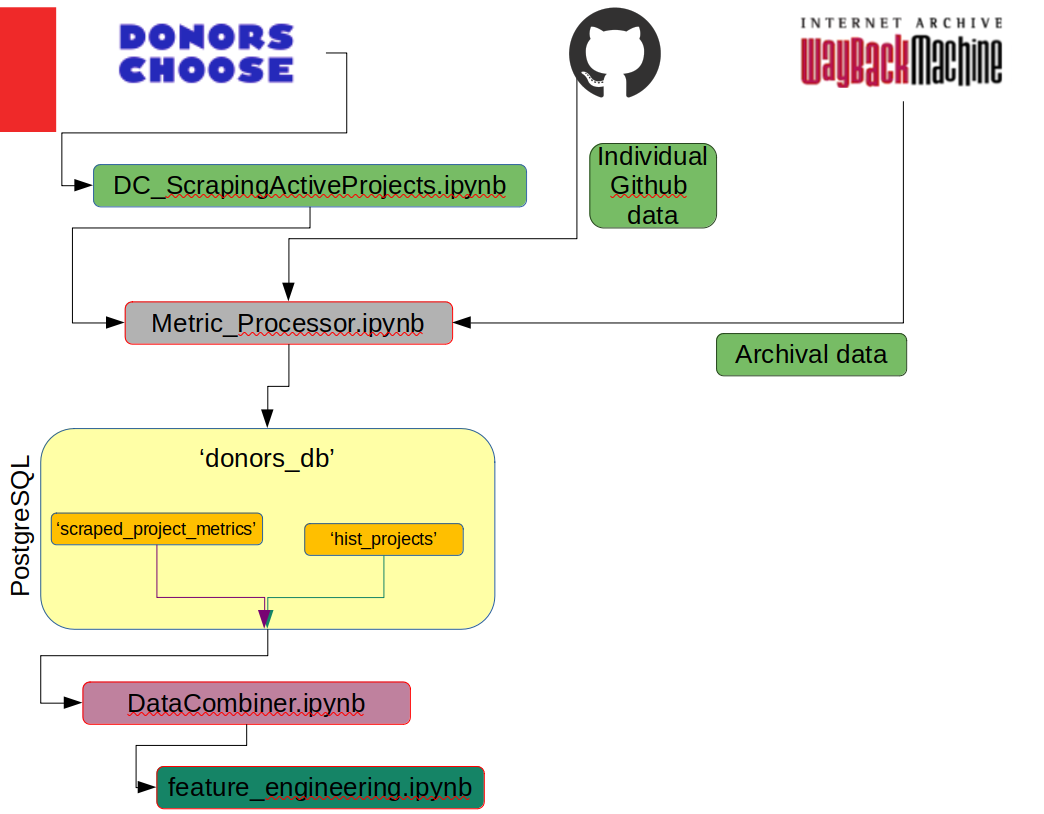 DONORS
CHOOSE
INTERNET ARCHIVE
WayBackMachine
DC_ScrapingActiveProjects.ipynb
Individual
Github
data
Metric_Processor.ipynb
Archival data
PostgreSQL
‘donors_db’
‘scraped_project_metrics’
‘hist_projects’
DataCombiner.ipynb
feature_engineering.ipynb